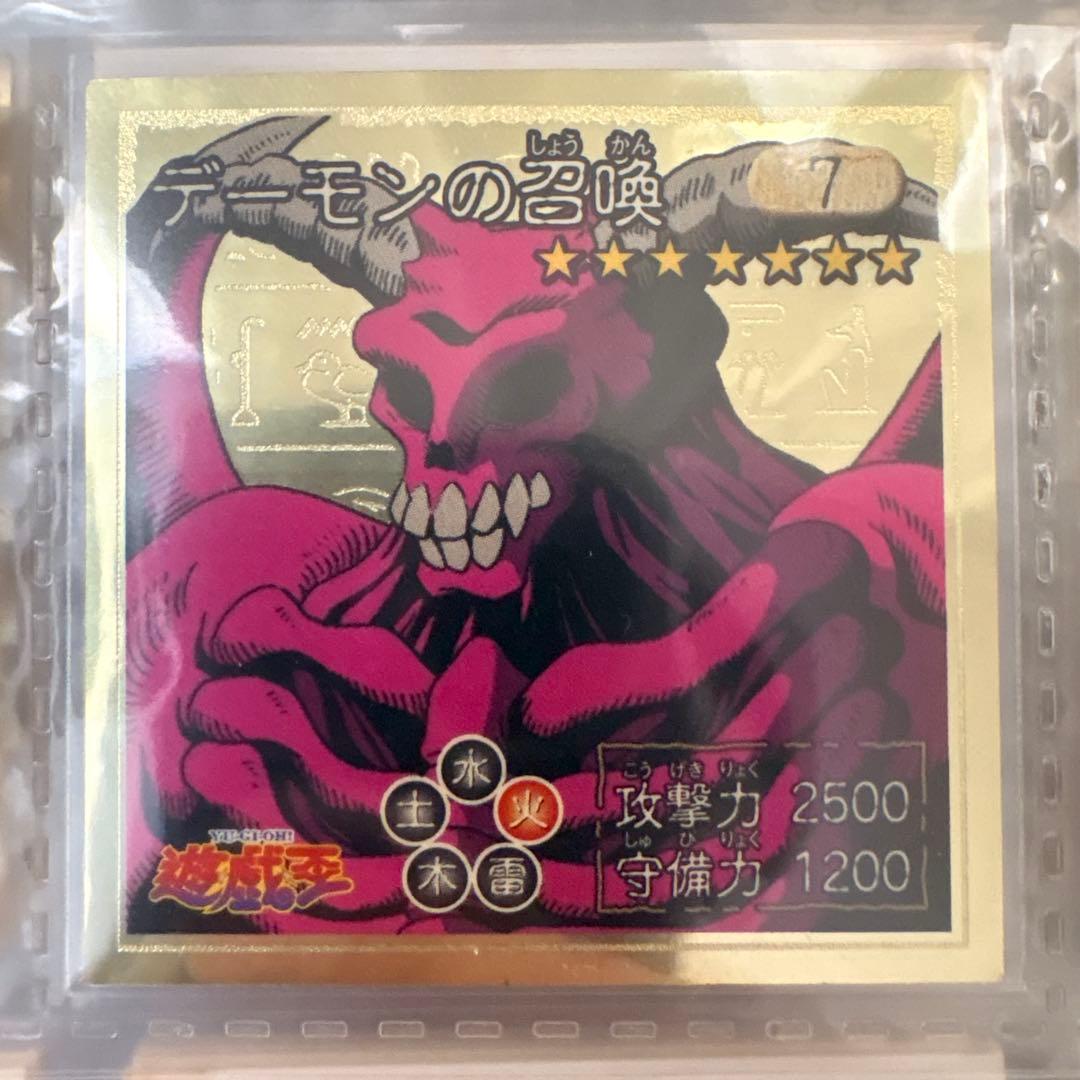 しょう かん
デーモンの召喚
7
水
土
火
木
雷
こう げき りょく
攻撃力 2500
しゅ ひ りょく
守備力 1200
YU-GI-OH!
遊戯王